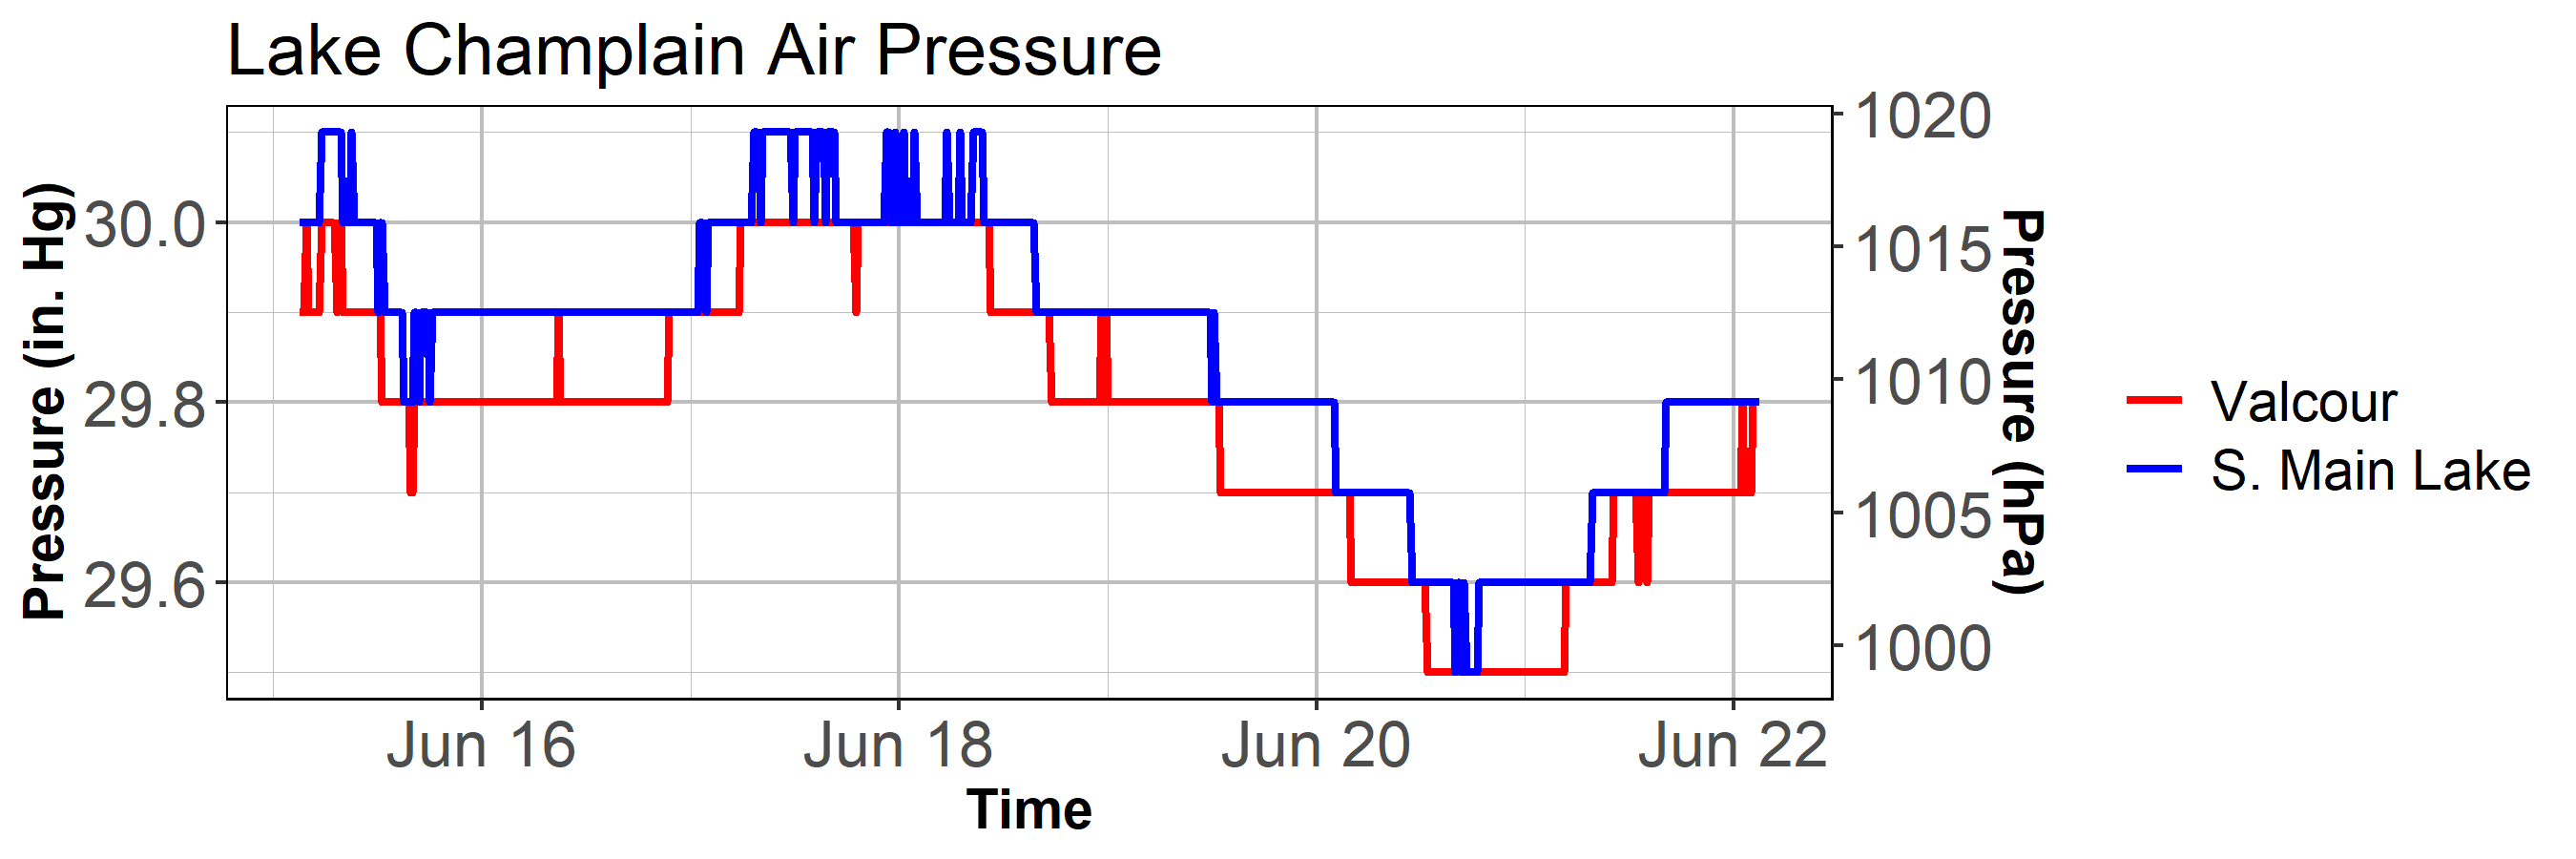 Lake Champlain Air Pressure
Pressure (in. Hg)
30.0
29.8
29.6
1020
1015
1010
1005
1000
Pressure (hPa)
Jun 16
Jun 18
Jun 20
Jun 22
Time
Valcour
S. Main Lake